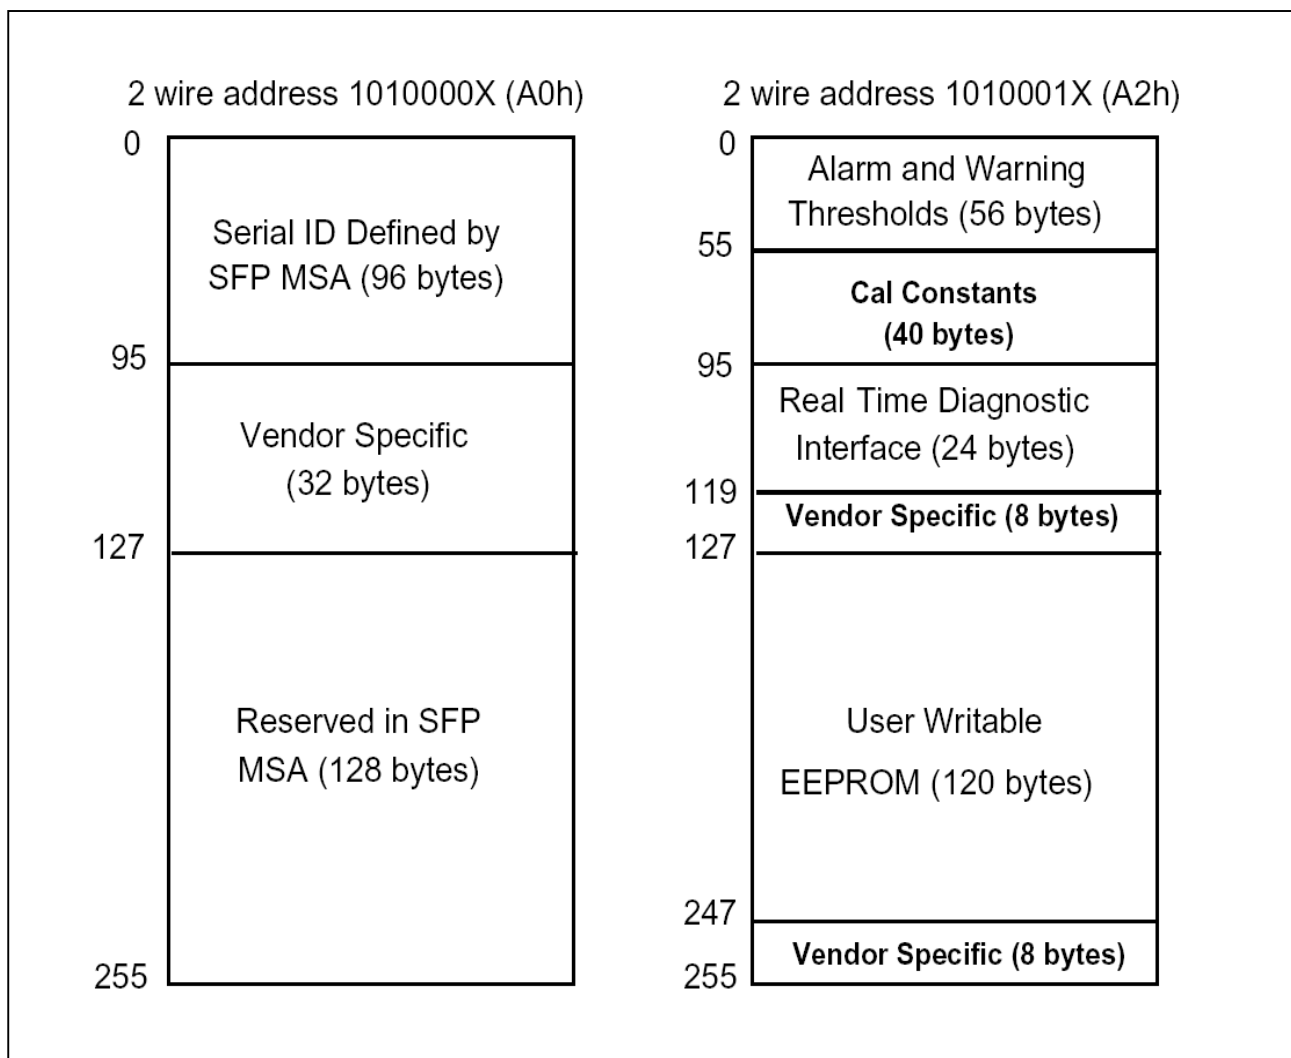 2 wire address 1010000X (A0h)
0
Serial ID Defined by
SFP MSA (96 bytes)
95
Vendor Specific
(32 bytes)
127
Reserved in SFP
MSA (128 bytes)
255
2 wire address 1010001X (A2h)
0
Alarm and Warning
Thresholds (56 bytes)
55
Cal Constants
(40 bytes)
95
Real Time Diagnostic
Interface (24 bytes)
119
Vendor Specific (8 bytes)
127
User Writable
EEPROM (120 bytes)
247
Vendor Specific (8 bytes)
255